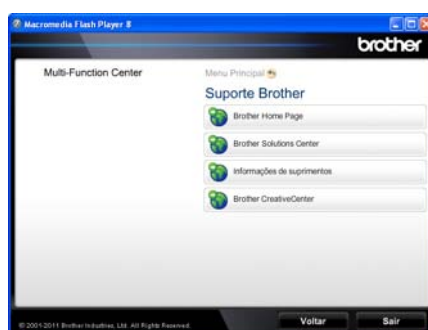 Macromedia Flash Player 8
brother
Multi-Function Center
Menu Principal
Suporte Brother
Brother Home Page
Brother Solutions Center
Informações de suprimentos
Brother CreativeCenter
© 2001-2011 Brother Industries, Ltd. All Rights Reserved.
Voltar
Sair